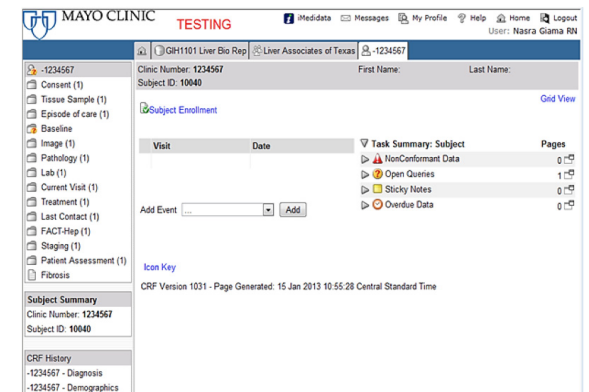 MAYO CLINIC
TESTING
iMedidata Messages My Profile Help Home Logout
User: Nasra Giama RN
GIH1101 Liver Bio Rep Liver Associates of Texas -1234567
-1234567
Consent (1)
Tissue Sample (1)
Episode of care (1)
Baseline
Image (1)
Pathology (1)
Lab (1)
Current Visit (1)
Treatment (1)
Last Contact (1)
FACT-Hep (1)
Staging (1)
Patient Assessment (1)
Fibrosis
Subject Summary
Clinic Number: 1234567
Subject ID: 10040
CRF History
-1234567 - Diagnosis
-1234567 - Demographics
Clinic Number: 1234567 First Name: Last Name:
Subject ID: 10040
Grid View
Subject Enrollment
Visit Date
Add Event ... Add
Task Summary: Subject Pages
NonConformant Data 0
Open Queries 1
Sticky Notes 0
Overdue Data 0
Icon Key
CRF Version 1031 - Page Generated: 15 Jan 2013 10:55:28 Central Standard Time